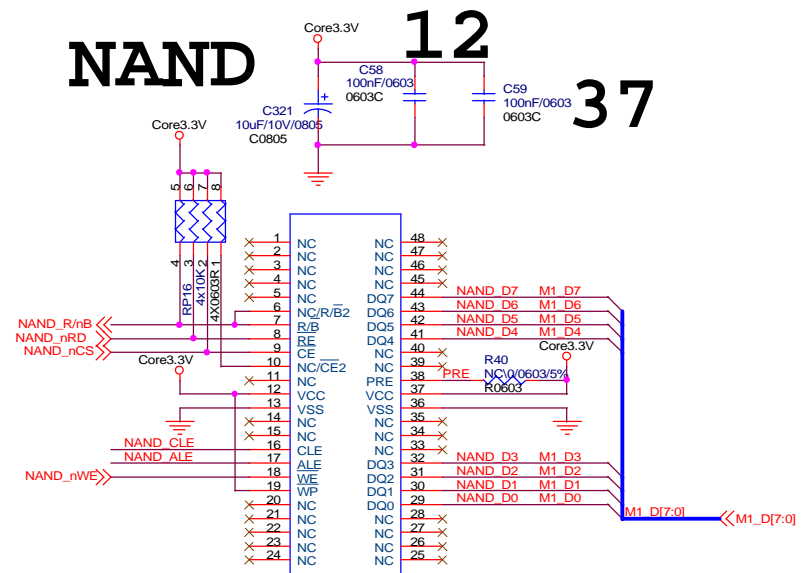 NAND
12
37
Core3.3V
C58
100nF/0603
0603C
C59
100nF/0603
0603C
C321
10uF/10V/0805
C0805
Core3.3V
5 6 7 8
4 3 2 1
RP16
4x10K
4X0603R
1 NC NC 48
2 NC NC 47
3 NC NC 46
4 NC NC 45
5 NC DQ7 44 NAND_D7 M1_D7
6 NC/R/B2 DQ6 43 NAND_D6 M1_D6
NAND_R/nB 7 R/B DQ5 42 NAND_D5 M1_D5
NAND_nRD 8 RE DQ4 41 NAND_D4 M1_D4
NAND_nCS 9 CE NC 40
Core3.3V
10 NC/CE2 NC 39
Core3.3V
R40
NC\0/0603/5%
R0603
11 NC PRE 38 PRE
12 VCC VCC 37
13 VSS VSS 36
14 NC NC 35
15 NC NC 34
NAND_CLE 16 CLE NC 33
NAND_ALE 17 ALE DQ3 32 NAND_D3 M1_D3
NAND_nWE 18 WE DQ2 31 NAND_D2 M1_D2
19 WP DQ1 30 NAND_D1 M1_D1
20 NC DQ0 29 NAND_D0 M1_D0
21 NC NC 28
22 NC NC 27
23 NC NC 26
24 NC NC 25
M1_D[7:0]
M1_D[7:0]